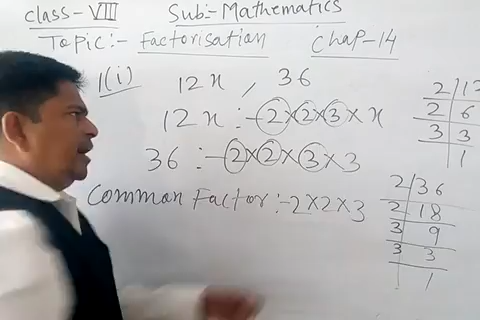 class-VIII Sub:- Mathematics
Topic:- Factorisation Chap-14
1(i) 12x, 36
12x :- 2×2×3×x
36 :- 2×2×3×3
Common Factor:- 2×2×3
2 | 12
2 | 6
3 | 3
1
2 | 36
2 | 18
3 | 9
3 | 3
1